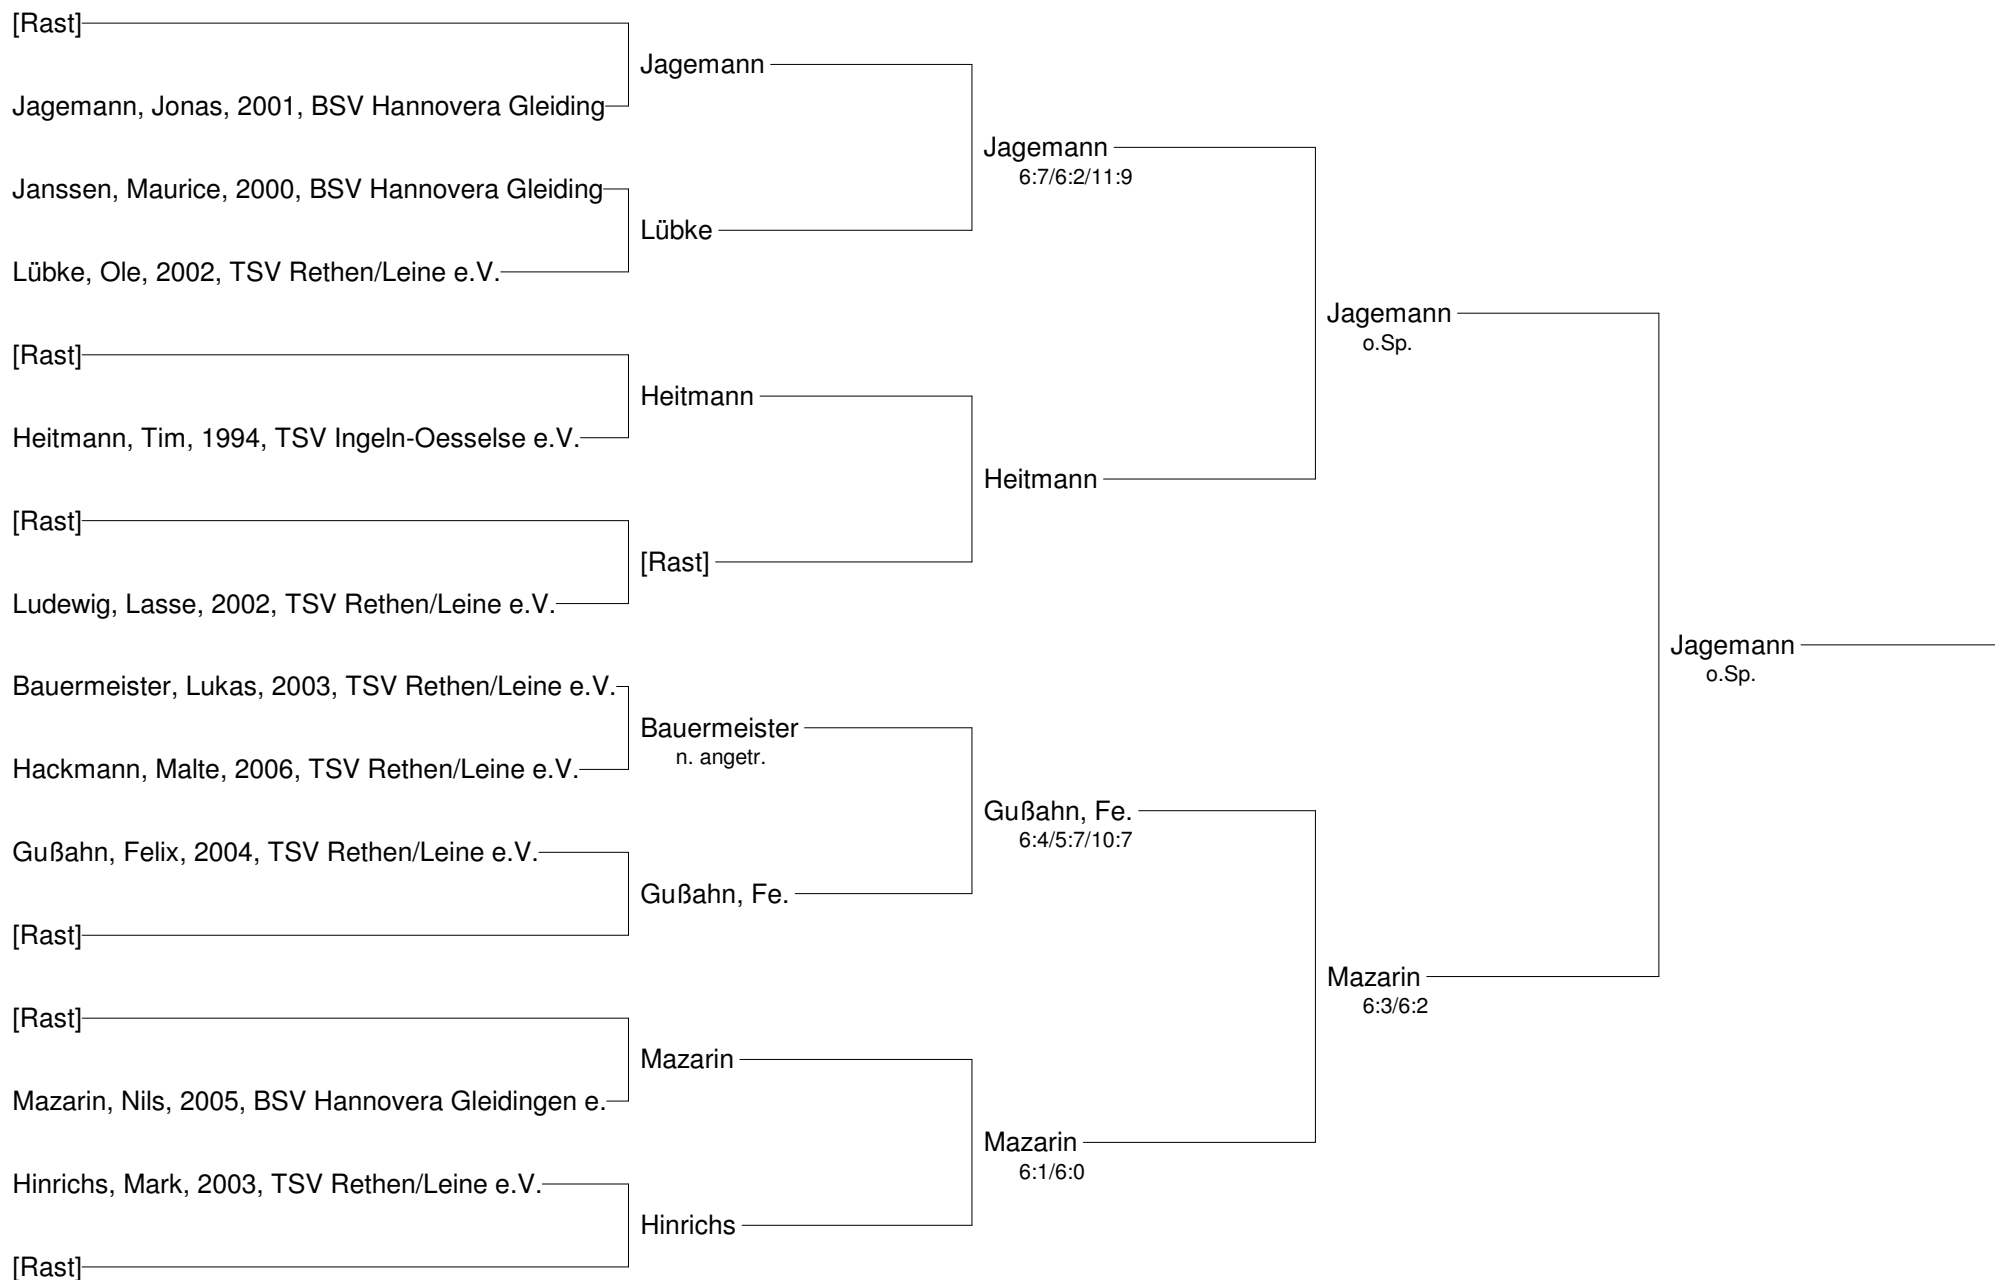 [Rast]
Jagemann
Jagemann, Jonas, 2001, BSV Hannovera Gleiding
Jagemann
6:7/6:2/11:9
Janssen, Maurice, 2000, BSV Hannovera Gleiding
Lübke
Lübke, Ole, 2002, TSV Rethen/Leine e.V.
Jagemann
o.Sp.
[Rast]
Heitmann
Heitmann, Tim, 1994, TSV Ingeln-Oesselse e.V.
Heitmann
[Rast]
[Rast]
Ludewig, Lasse, 2002, TSV Rethen/Leine e.V.
Jagemann
o.Sp.
Bauermeister, Lukas, 2003, TSV Rethen/Leine e.V.
Bauermeister
n. angetr.
Hackmann, Malte, 2006, TSV Rethen/Leine e.V.
Gußahn, Fe.
6:4/5:7/10:7
Gußahn, Felix, 2004, TSV Rethen/Leine e.V.
Gußahn, Fe.
[Rast]
Mazarin
6:3/6:2
[Rast]
Mazarin
Mazarin, Nils, 2005, BSV Hannovera Gleidingen e.
Mazarin
6:1/6:0
Hinrichs, Mark, 2003, TSV Rethen/Leine e.V.
Hinrichs
[Rast]